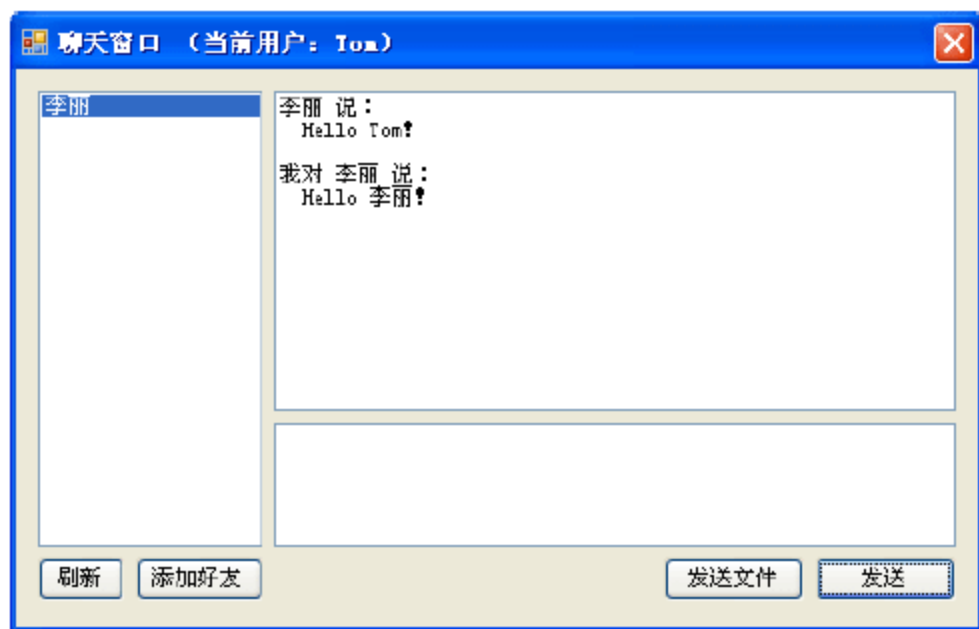 聊天窗口 （当前用户：Tom）
李丽
李丽 说：
Hello Tom!
我对 李丽 说：
Hello 李丽!
刷新
添加好友
发送文件
发送